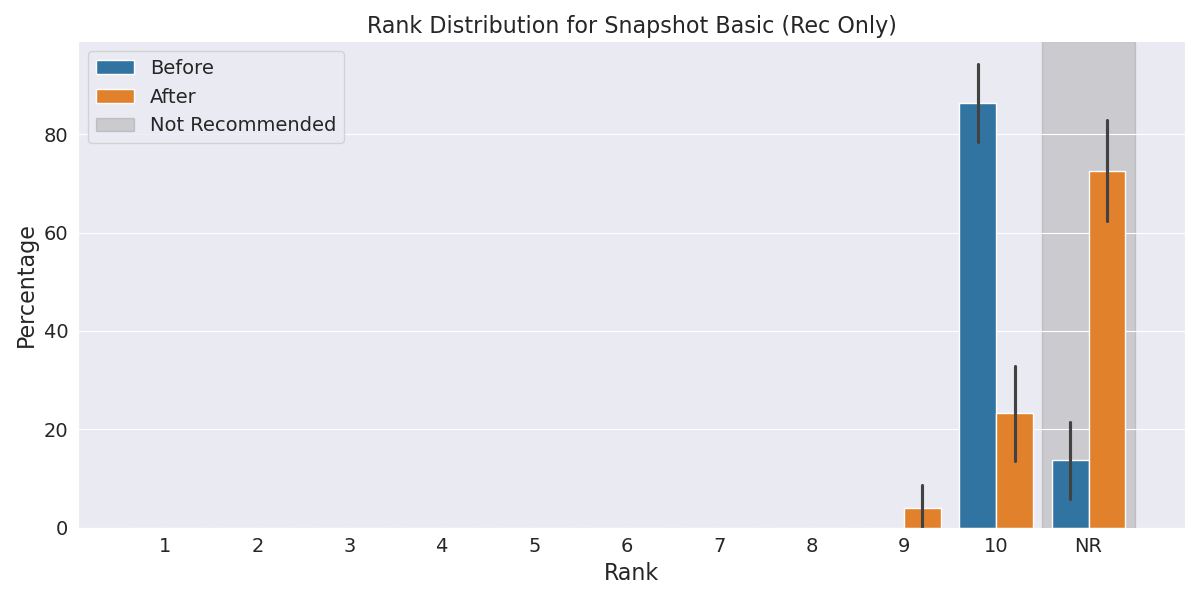 Rank Distribution for Snapshot Basic (Rec Only)
Before
After
Not Recommended
Percentage
80
60
40
20
0
1 2 3 4 5 6 7 8 9 10 NR
Rank